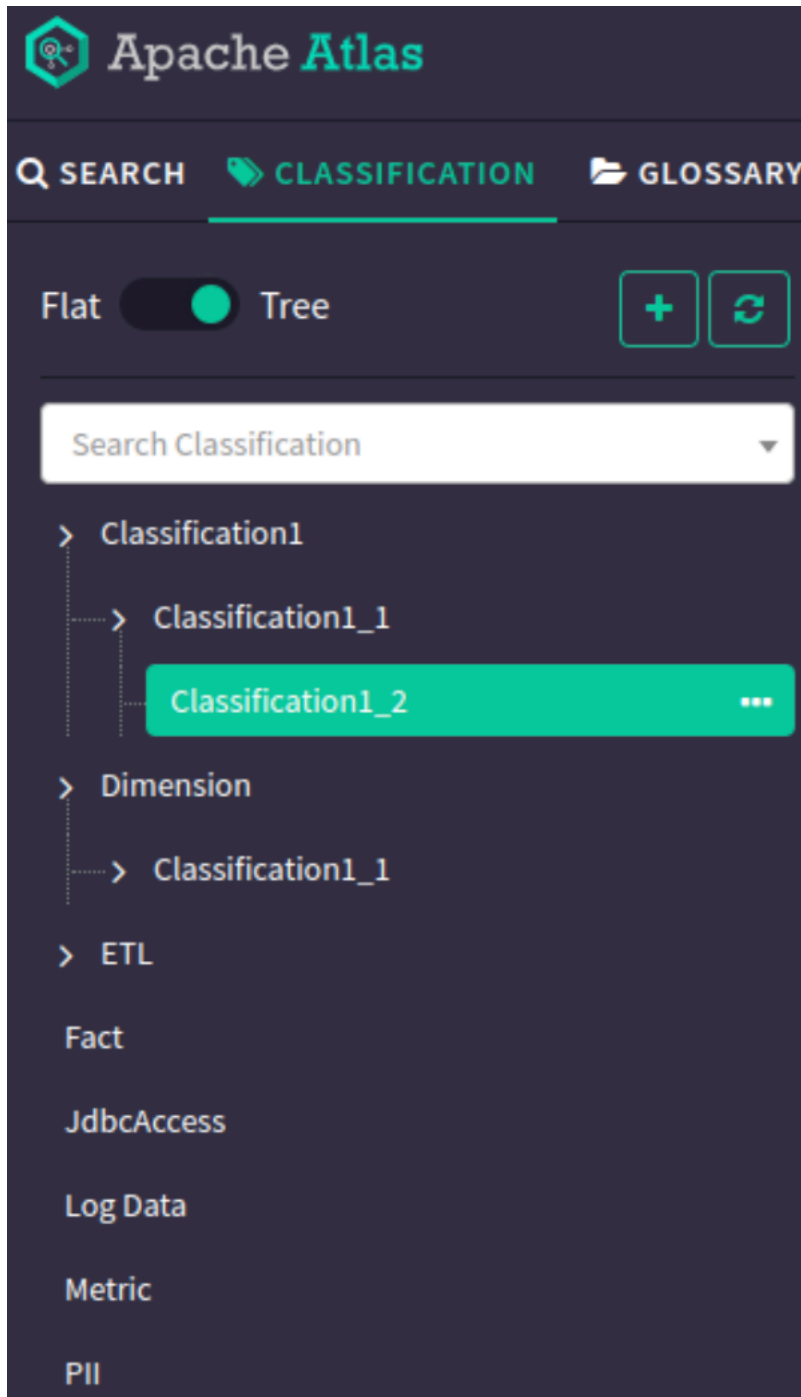 Apache Atlas
SEARCH CLASSIFICATION GLOSSARY
Flat Tree
Search Classification
Classification1
Classification1_1
Classification1_2
Dimension
Classification1_1
ETL
Fact
JdbcAccess
Log Data
Metric
PII